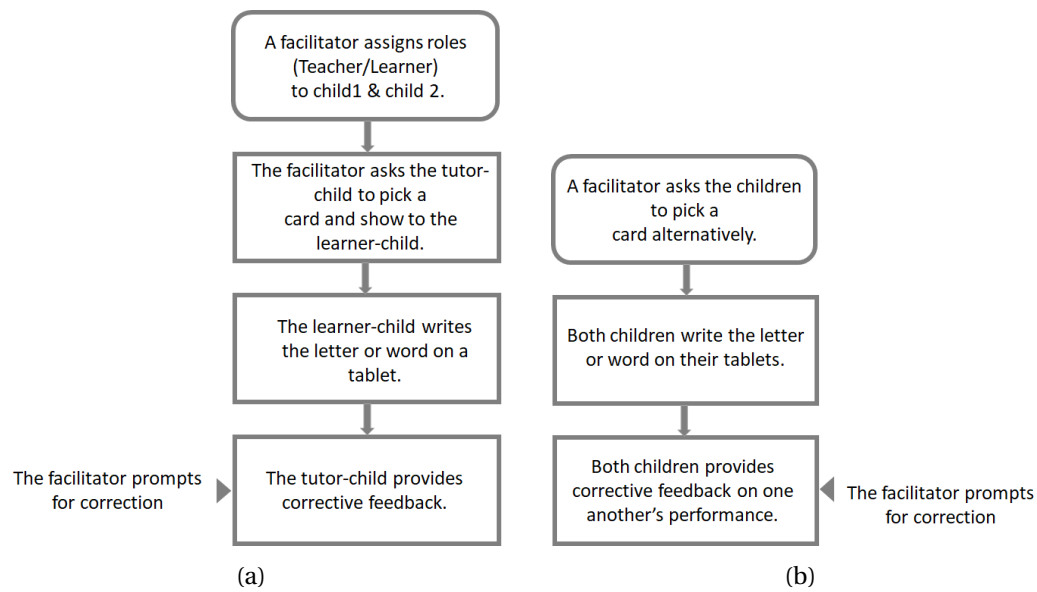 A facilitator assigns roles
(Teacher/Learner)
to child1 & child 2.
The facilitator asks the tutor-
child to pick a
card and show to the
learner-child.
The learner-child writes
the letter or word on a
tablet.
The facilitator prompts
for correction
The tutor-child provides
corrective feedback.
(a)
A facilitator asks the children
to pick a
card alternatively.
Both children write the letter
or word on their tablets.
Both children provides
corrective feedback on one
another’s performance.
The facilitator prompts
for correction
(b)